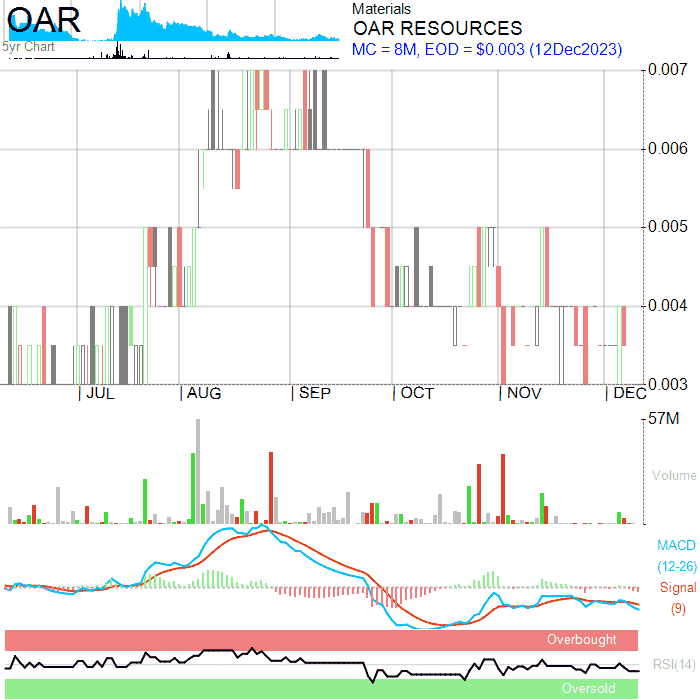 OAR
5yr Chart
Materials
OAR RESOURCES
MC = 8M, EOD = $0.003 (12Dec2023)
0.007
0.006
0.005
0.004
0.003
| JUL | AUG | SEP | OCT | NOV | DEC
57M
Volume
MACD
(12-26)
Signal
(9)
Overbought
RSI(14)
Oversold